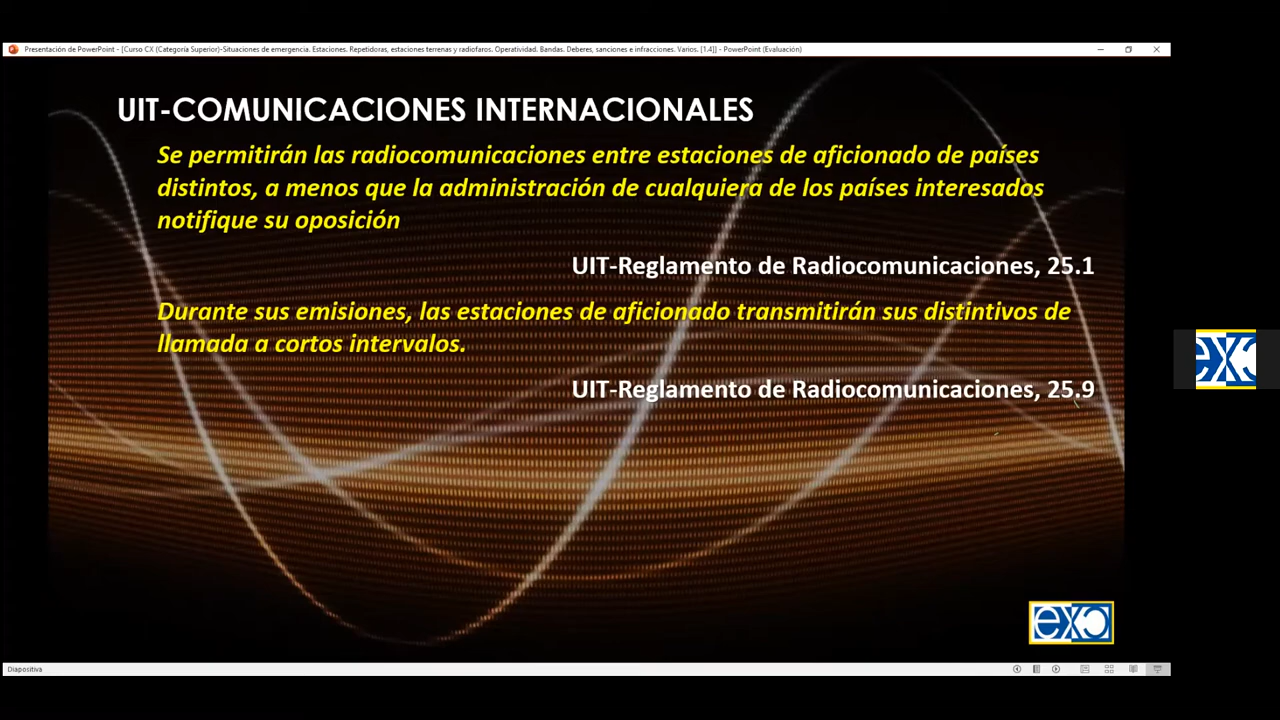 Presentación de PowerPoint - [Curso CX (Categoría Superior)-Situaciones de emergencia. Estaciones. Repetidoras, estaciones terrenas y radiofaros. Operatividad. Bandas. Deberes, sanciones e infracciones. Varios. [1.4]] - PowerPoint (Evaluación)
UIT-COMUNICACIONES INTERNACIONALES
Se permitirán las radiocomunicaciones entre estaciones de aficionado de países
distintos, a menos que la administración de cualquiera de los países interesados
notifique su oposición
UIT-Reglamento de Radiocomunicaciones, 25.1
Durante sus emisiones, las estaciones de aficionado transmitirán sus distintivos de
llamada a cortos intervalos.
UIT-Reglamento de Radiocomunicaciones, 25.9
exc
exc
Diapositiva